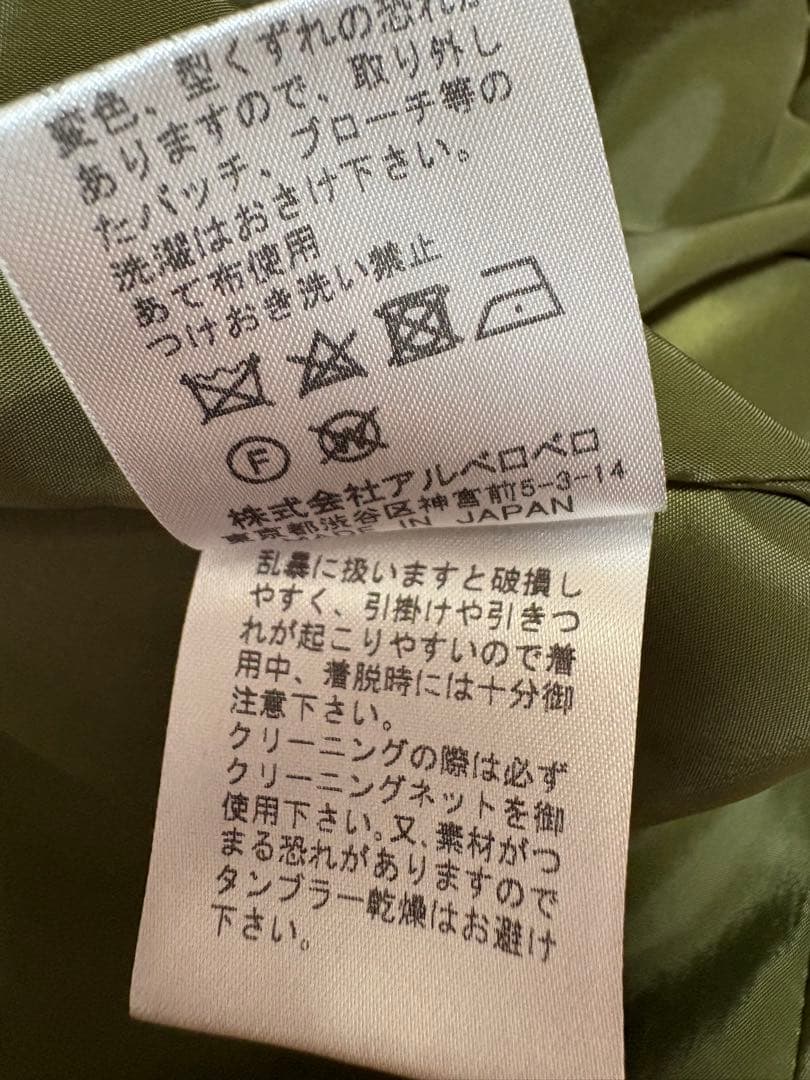 変色、型くずれの恐れが
ありますので、取り外し
たパッチ、ブローチ等の
洗濯はおさけ下さい。
あて布使用
つけおき洗い禁止
F
W
株式会社アルベロベロ
東京都渋谷区神宮前5-3-14
MADE IN JAPAN
乱暴に扱いますと破損し
やすく、引掛けや引きつ
れが起こりやすいので着
用中、着脱時には十分御
注意下さい。
クリーニングの際は必ず
クリーニングネットを御
使用下さい。又、素材がつ
まる恐れがありますので
タンブラー乾燥はお避け
下さい。